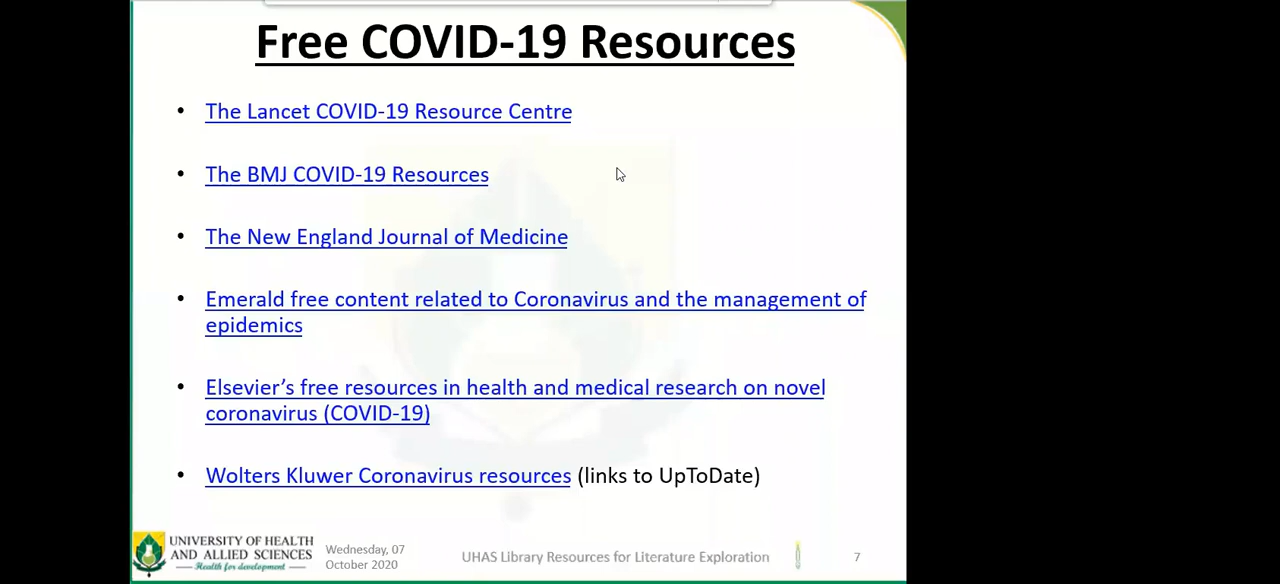 Free COVID-19 Resources
• The Lancet COVID-19 Resource Centre
• The BMJ COVID-19 Resources
• The New England Journal of Medicine
• Emerald free content related to Coronavirus and the management of
epidemics
• Elsevier’s free resources in health and medical research on novel
coronavirus (COVID-19)
• Wolters Kluwer Coronavirus resources (links to UpToDate)
UNIVERSITY OF HEALTH
AND ALLIED SCIENCES
Health for development
Wednesday, 07
October 2020
UHAS Library Resources for Literature Exploration
7